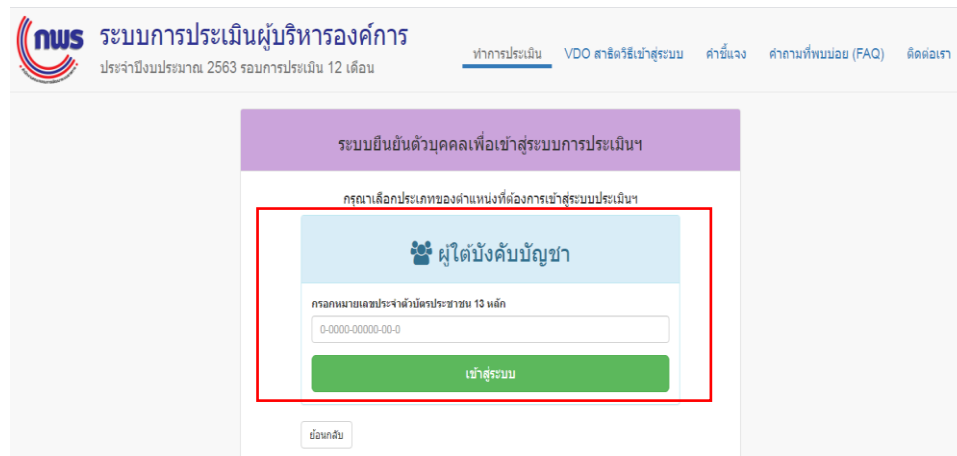 กพร
ระบบการประเมินผู้บริหารองค์การ
ประจำปีงบประมาณ 2563 รอบการประเมิน 12 เดือน
ทำการประเมิน VDO สาธิตวิธีเข้าสู่ระบบ คำชี้แจง คำถามที่พบบ่อย (FAQ) ติดต่อเรา
ระบบยืนยันตัวบุคคลเพื่อเข้าสู่ระบบการประเมินฯ
กรุณาเลือกประเภทของตำแหน่งที่ต้องการเข้าสู่ระบบประเมินฯ
ผู้ใต้บังคับบัญชา
กรอกหมายเลขประจำตัวบัตรประชาชน 13 หลัก
0-0000-00000-00-0
เข้าสู่ระบบ
ย้อนกลับ